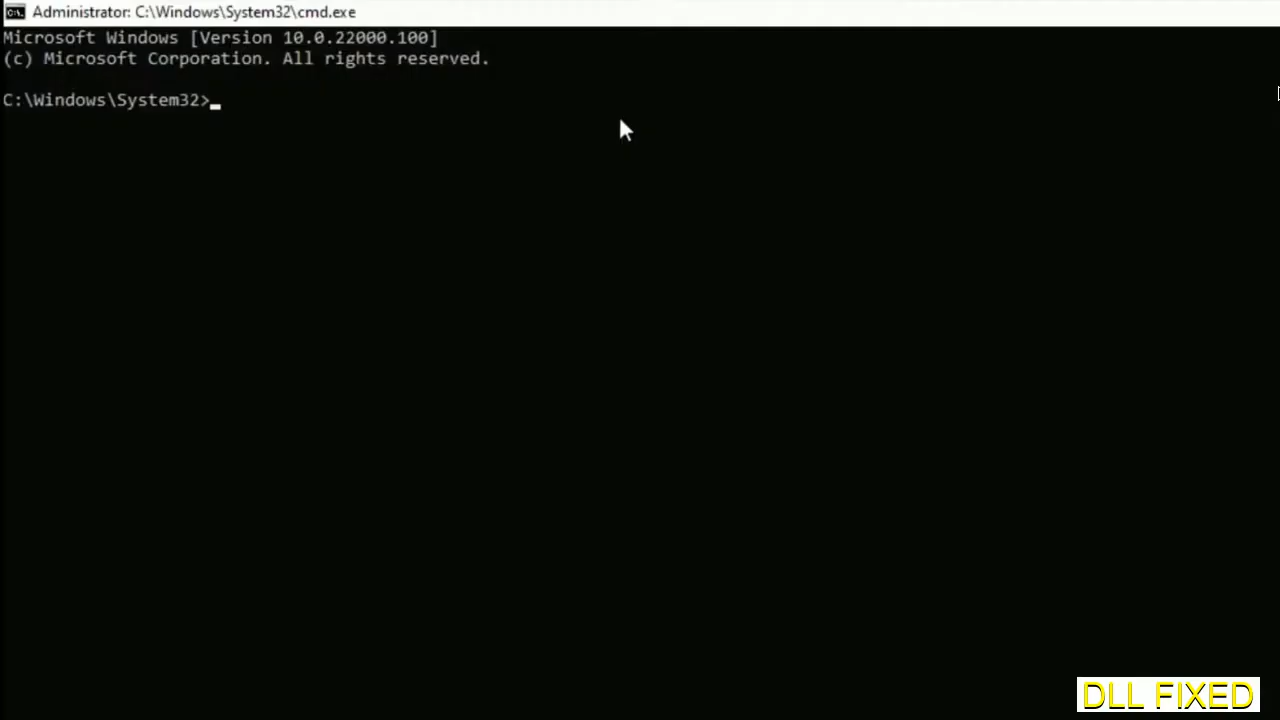 Administrator: C:\Windows\System32\cmd.exe
Microsoft Windows [Version 10.0.22000.100]
(c) Microsoft Corporation. All rights reserved.
C:\Windows\System32>
DLL FIXED